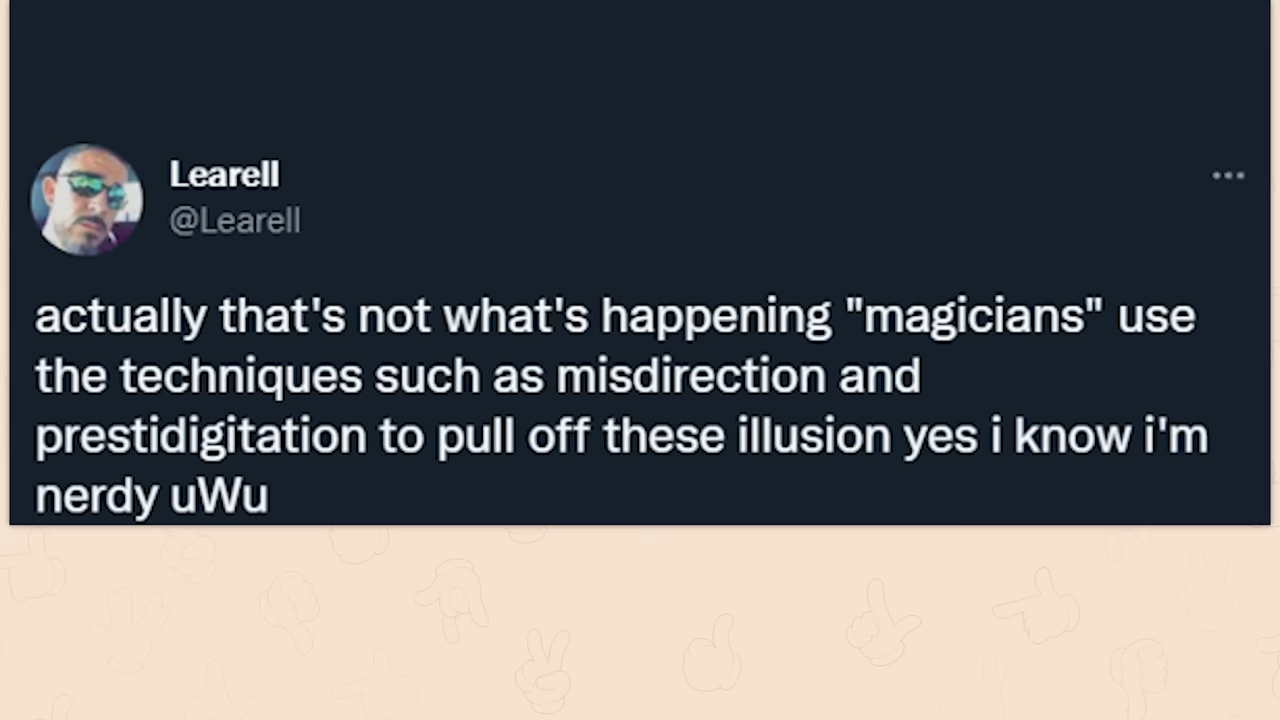 Learell
@Learell
actually that's not what's happening "magicians" use
the techniques such as misdirection and
prestidigitation to pull off these illusion yes i know i'm
nerdy uWu